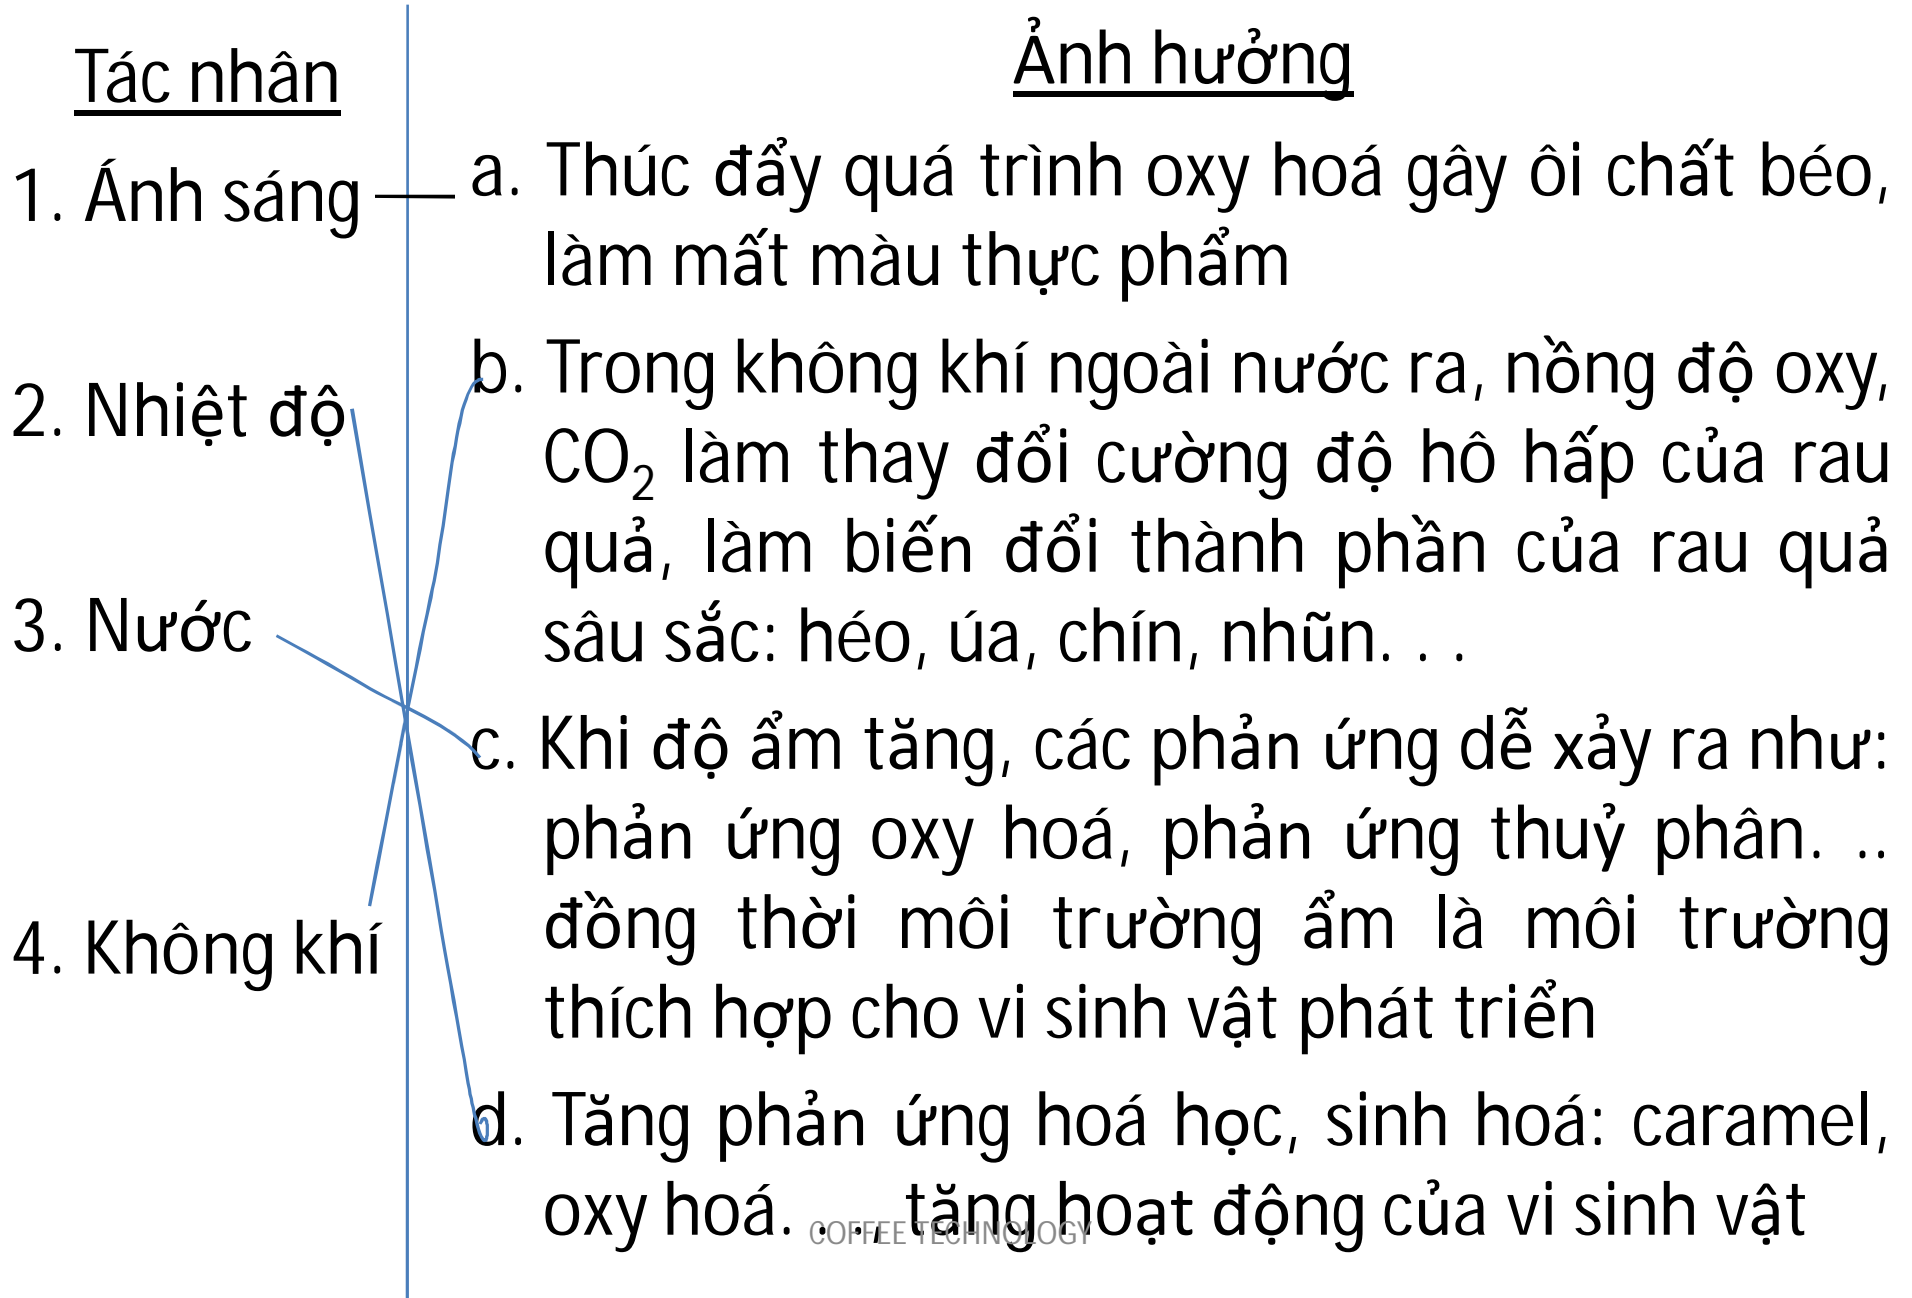 Tác nhân
1. Ánh sáng
2. Nhiệt độ
3. Nước
4. Không khí
Ảnh hưởng
a. Thúc đẩy quá trình oxy hoá gây ôi chất béo,
làm mất màu thực phẩm
b. Trong không khí ngoài nước ra, nồng độ oxy,
CO₂ làm thay đổi cường độ hô hấp của rau
quả, làm biến đổi thành phần của rau quả
sâu sắc: héo, úa, chín, nhũn. . .
c. Khi độ ẩm tăng, các phản ứng dễ xảy ra như:
phản ứng oxy hoá, phản ứng thuỷ phân. ..
đồng thời môi trường ẩm là môi trường
thích hợp cho vi sinh vật phát triển
d. Tăng phản ứng hoá học, sinh hoá: caramel,
oxy hoá. . ., tăng hoạt động của vi sinh vật
COFFEE TECHNOLOGY